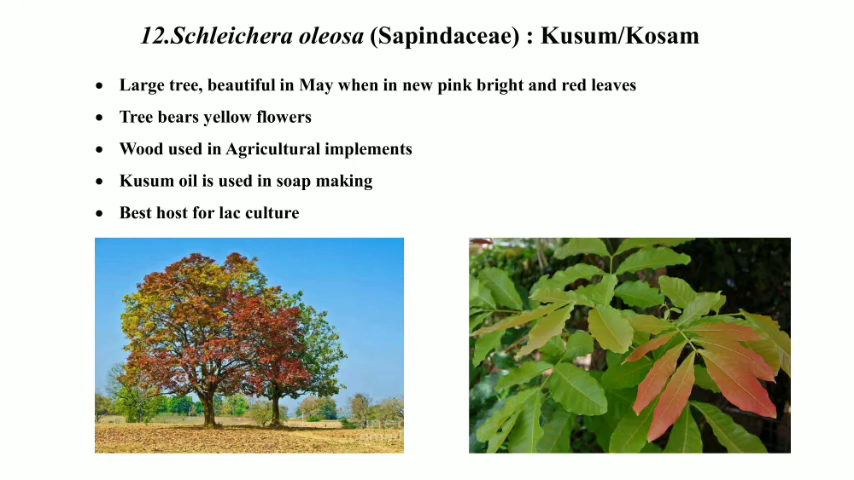 12.Schleichera oleosa (Sapindaceae) : Kusum/Kosam
• Large tree, beautiful in May when in new pink bright and red leaves
• Tree bears yellow flowers
• Wood used in Agricultural implements
• Kusum oil is used in soap making
• Best host for lac culture